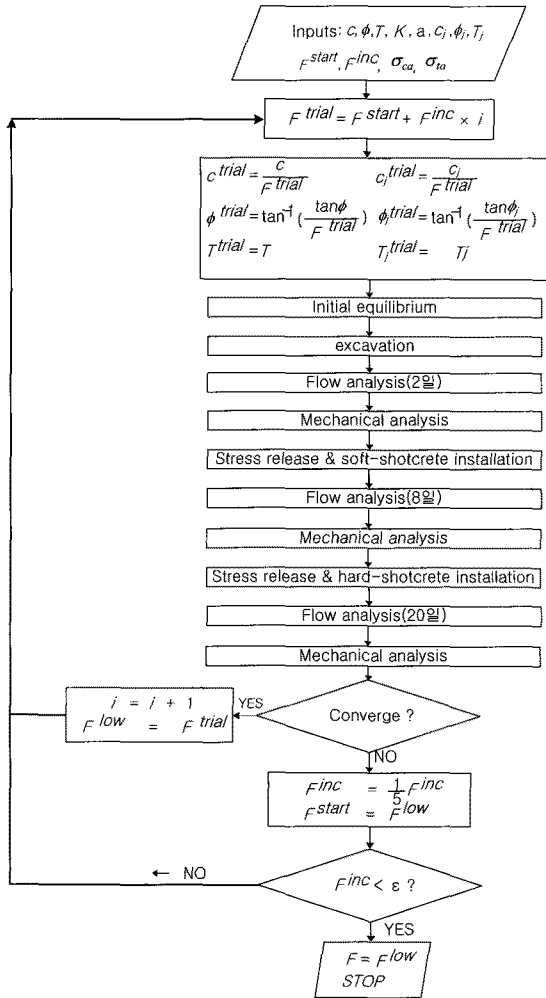 Inputs: c, ϕ, T, K, a, cⱼ, ϕⱼ, Tⱼ
F^start, F^inc, σ_ca, σ_ta
F^trial = F^start + F^inc × i
c^trial = c / F^trial    cⱼ^trial = cⱼ / F^trial
ϕ^trial = tan⁻¹ ( tanϕ / F^trial )    ϕⱼ^trial = tan⁻¹ ( tanϕⱼ / F^trial )
T^trial = T    Tⱼ^trial = Tj
Initial equilibrium
excavation
Flow analysis(2일)
Mechanical analysis
Stress release & soft-shotcrete installation
Flow analysis(8일)
Mechanical analysis
Stress release & hard-shotcrete installation
Flow analysis(20일)
Mechanical analysis
Converge ?
YES
i = i + 1
F^low = F^trial
NO
F^inc = 1/5 F^inc
F^start = F^low
F^inc < ε ?
← NO
YES
F = F^low
STOP